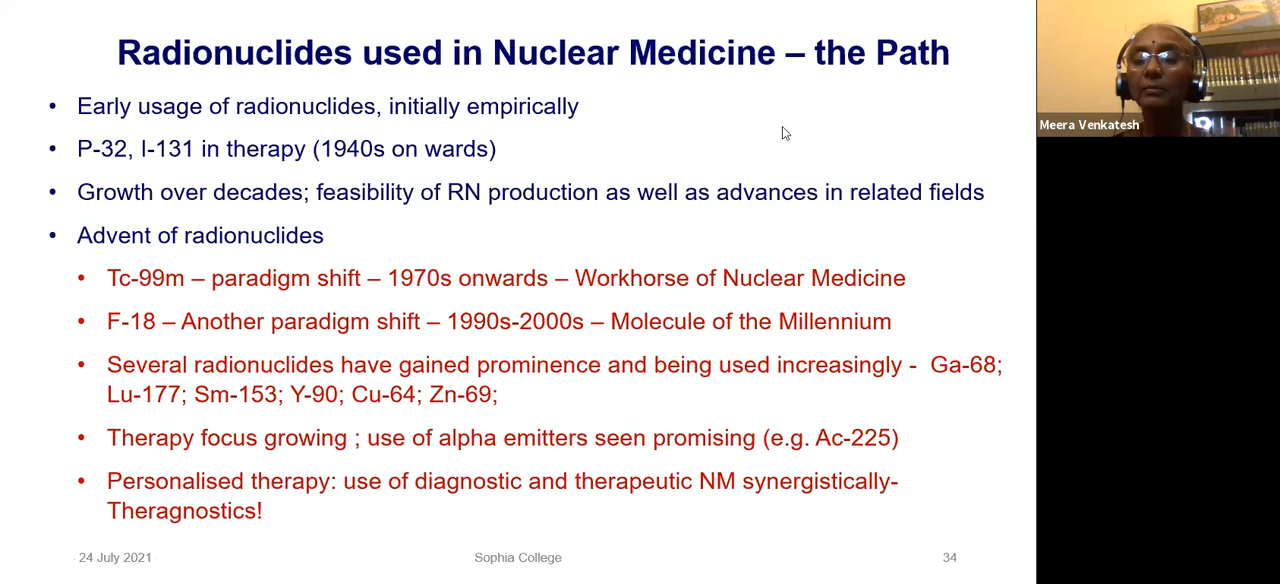 Radionuclides used in Nuclear Medicine – the Path
• Early usage of radionuclides, initially empirically
• P-32, I-131 in therapy (1940s on wards)
• Growth over decades; feasibility of RN production as well as advances in related fields
• Advent of radionuclides
• Tc-99m – paradigm shift – 1970s onwards – Workhorse of Nuclear Medicine
• F-18 – Another paradigm shift – 1990s-2000s – Molecule of the Millennium
• Several radionuclides have gained prominence and being used increasingly - Ga-68;
Lu-177; Sm-153; Y-90; Cu-64; Zn-69;
• Therapy focus growing ; use of alpha emitters seen promising (e.g. Ac-225)
• Personalised therapy: use of diagnostic and therapeutic NM synergistically-
Theragnostics!
24 July 2021
Sophia College
34
Meera Venkatesh